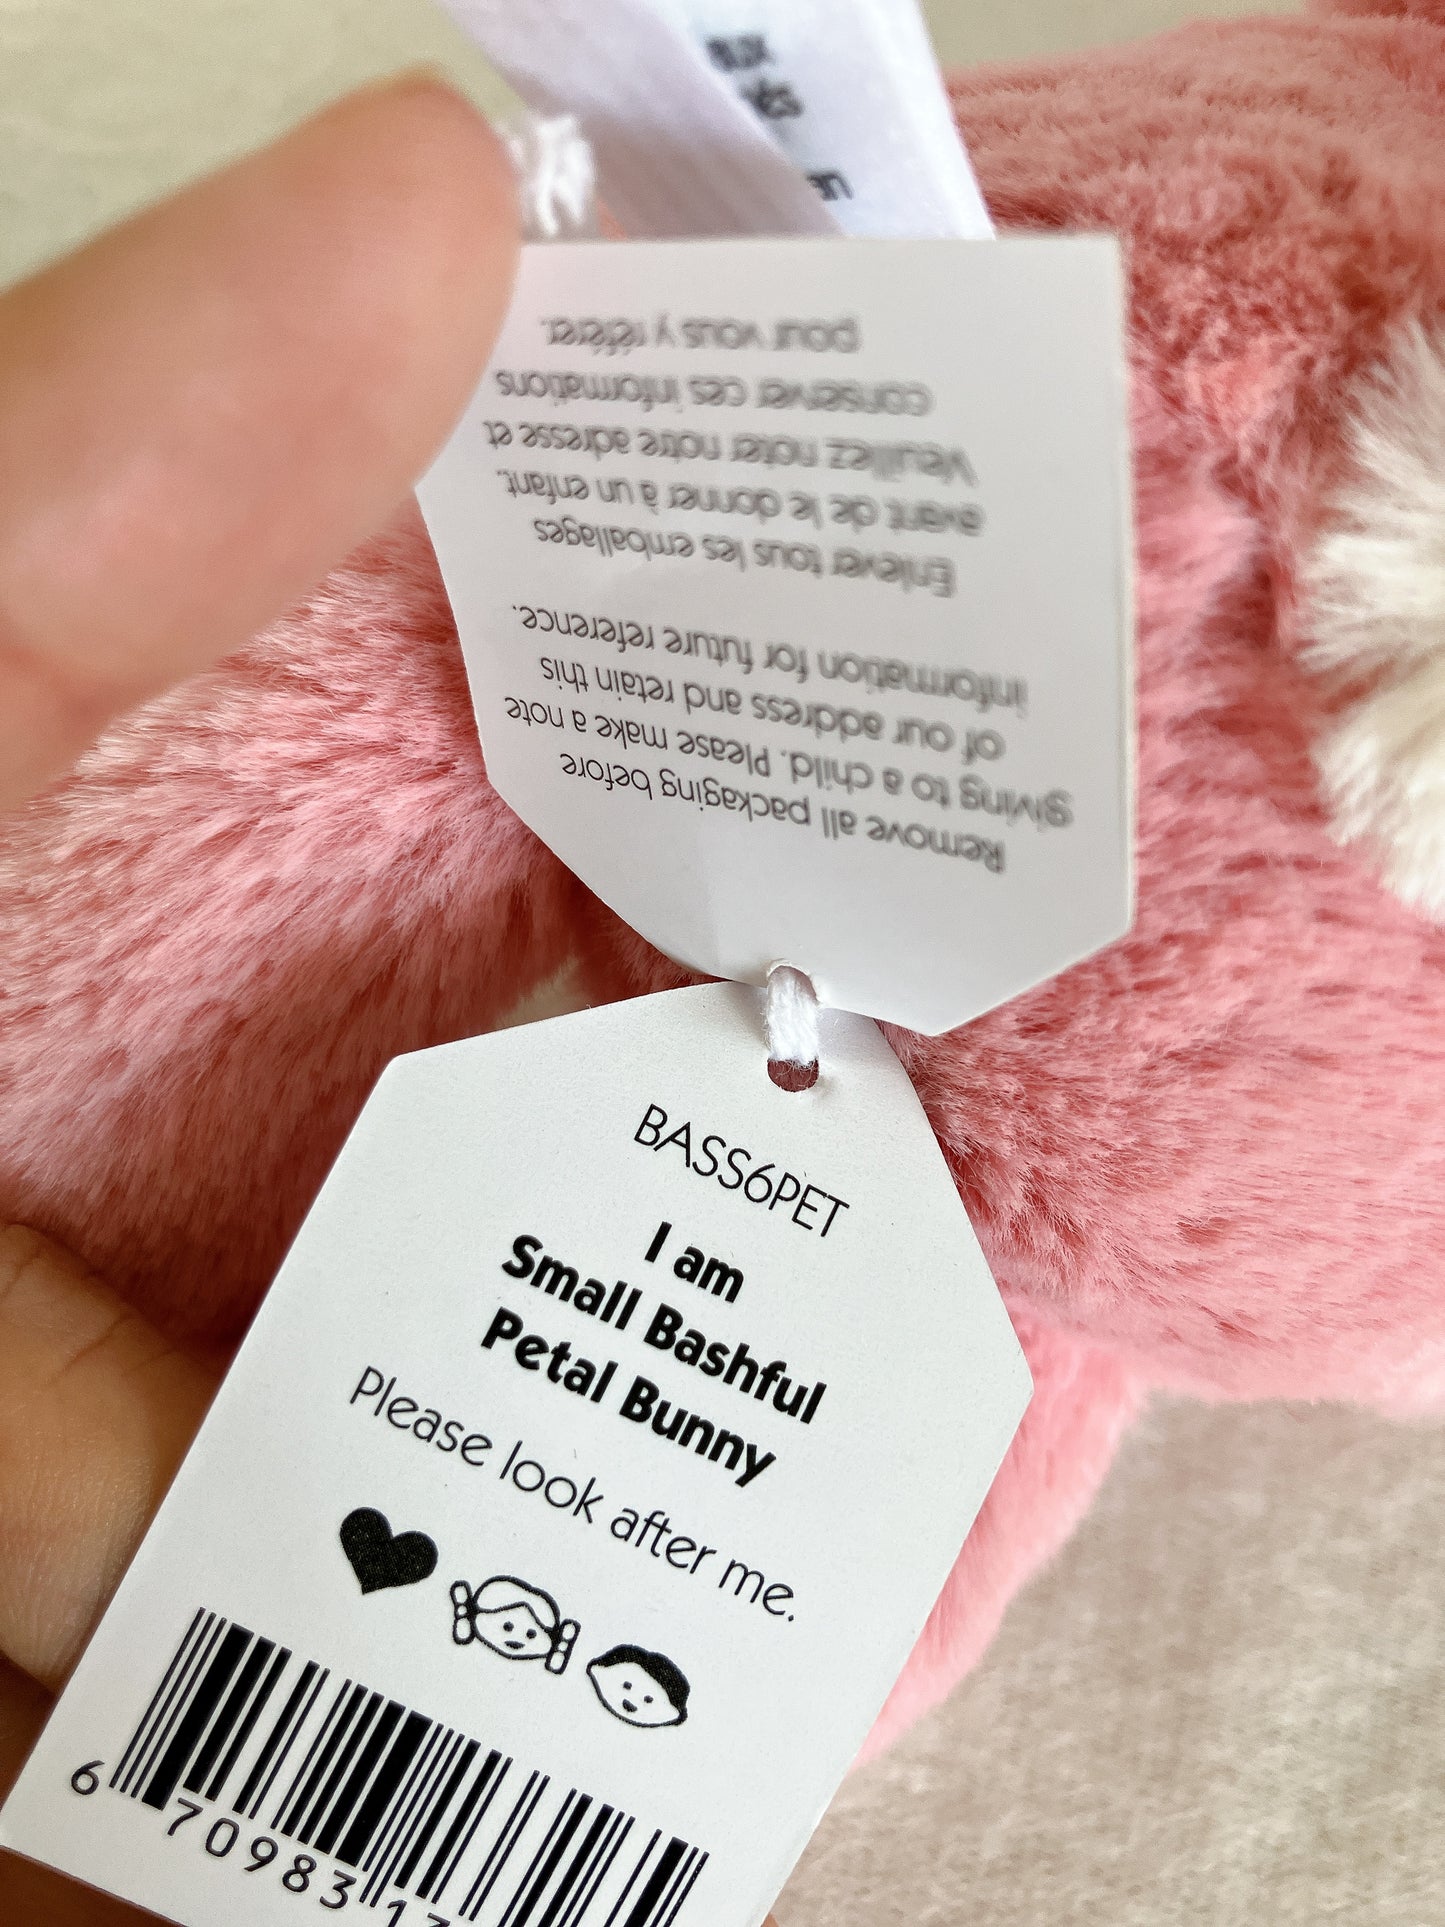 Remove all packaging before
giving to a child. Please make a note
of our address and retain this
information for future reference.
Enlever tous les emballages
avant de le donner à un enfant.
Veuillez noter notre adresse et
conserver ces informations
pour vous y référer.
BASS6PET
I am
Small Bashful
Petal Bunny
Please look after me.
6 70983